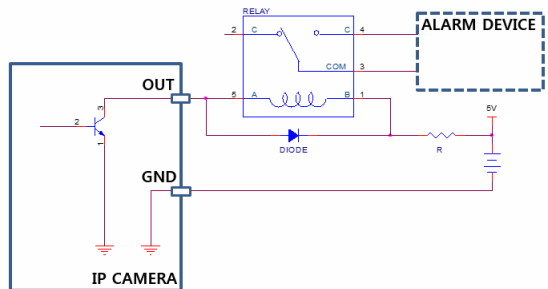 RELAY
2 C C 4
COM 3
ALARM DEVICE
OUT
5 A B 1
DIODE
R
5V
3
2
1
GND
IP CAMERA